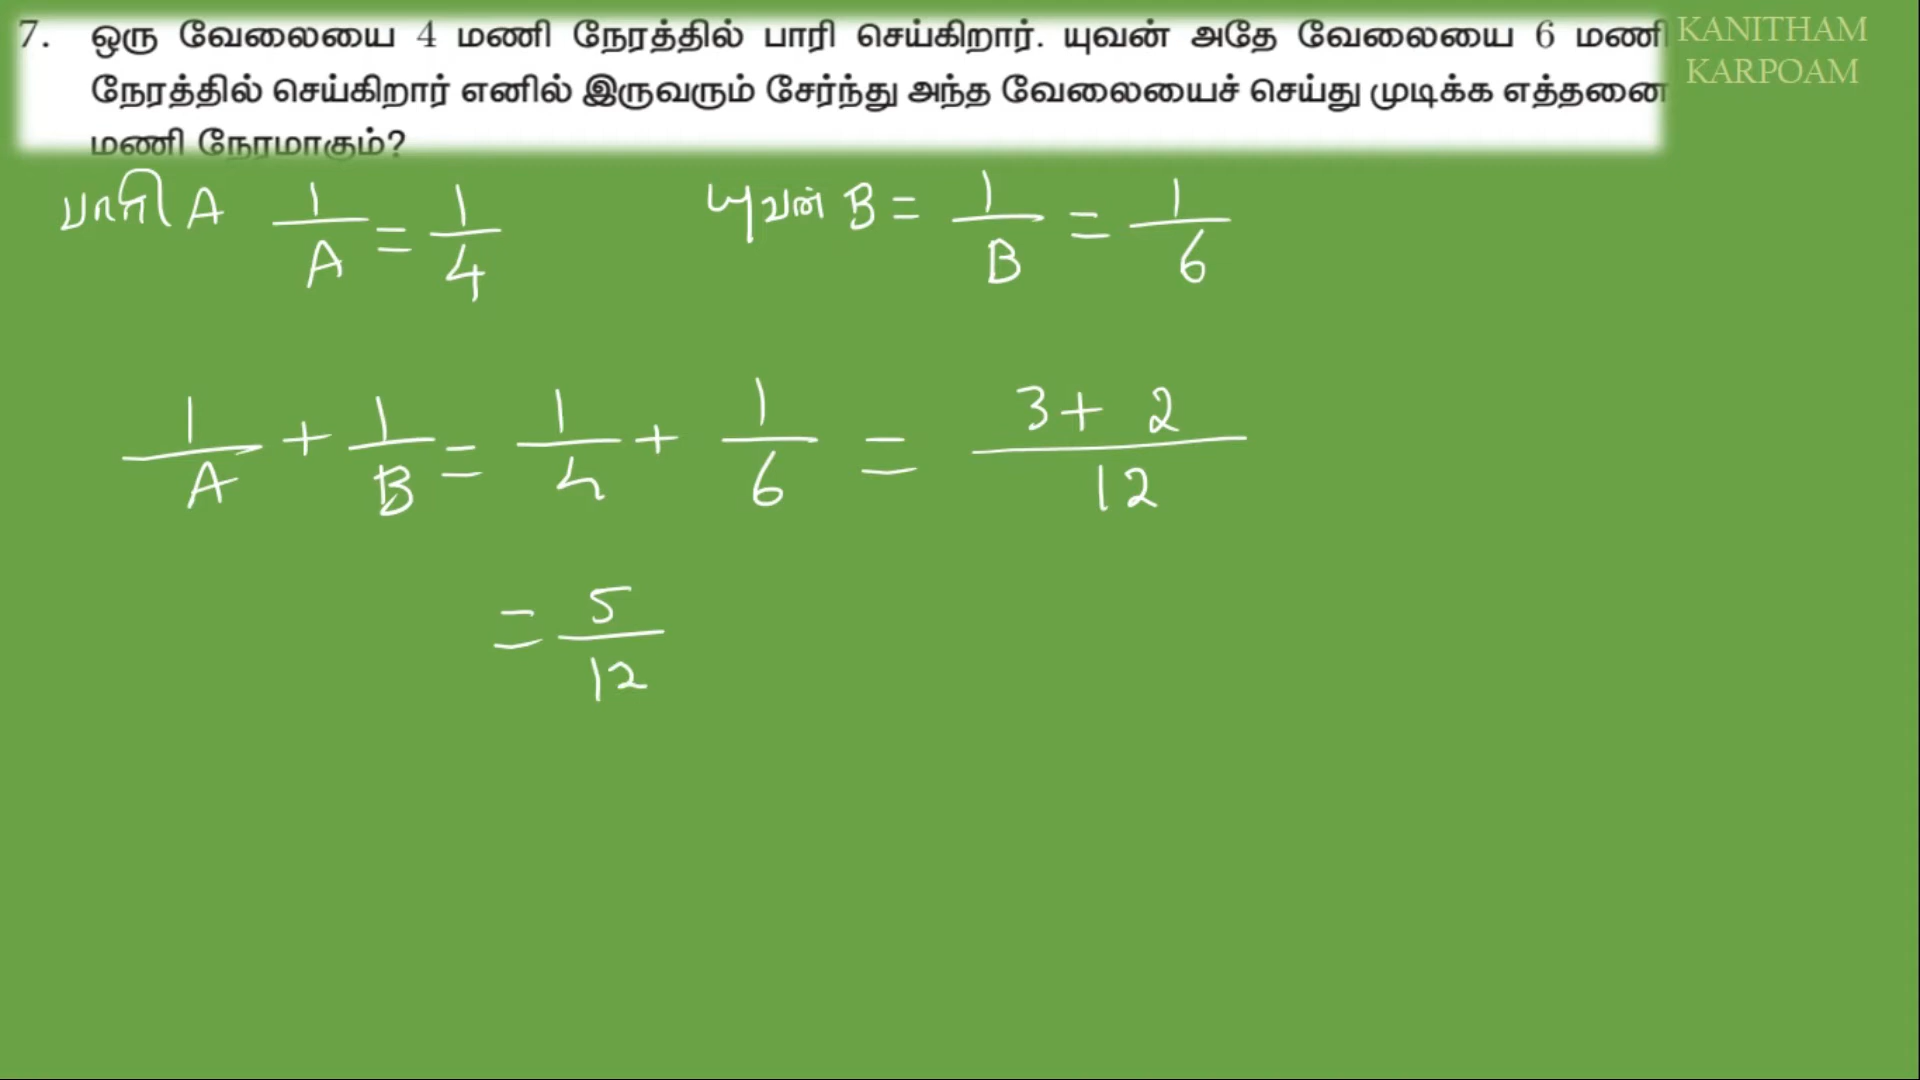 7. ஒரு வேலையை 4 மணி நேரத்தில் பாரி செய்கிறார். யுவன் அதே வேலையை 6 மணி
நேரத்தில் செய்கிறார் எனில் இருவரும் சேர்ந்து அந்த வேலையைச் செய்து முடிக்க எத்தனை
மணி நேரமாகும்?
KANITHAM
KARPOAM
பாரி A 1/A = 1/4
யுவன் B = 1/B = 1/6
1/A + 1/B = 1/4 + 1/6 = 3 + 2/12
= 5/12